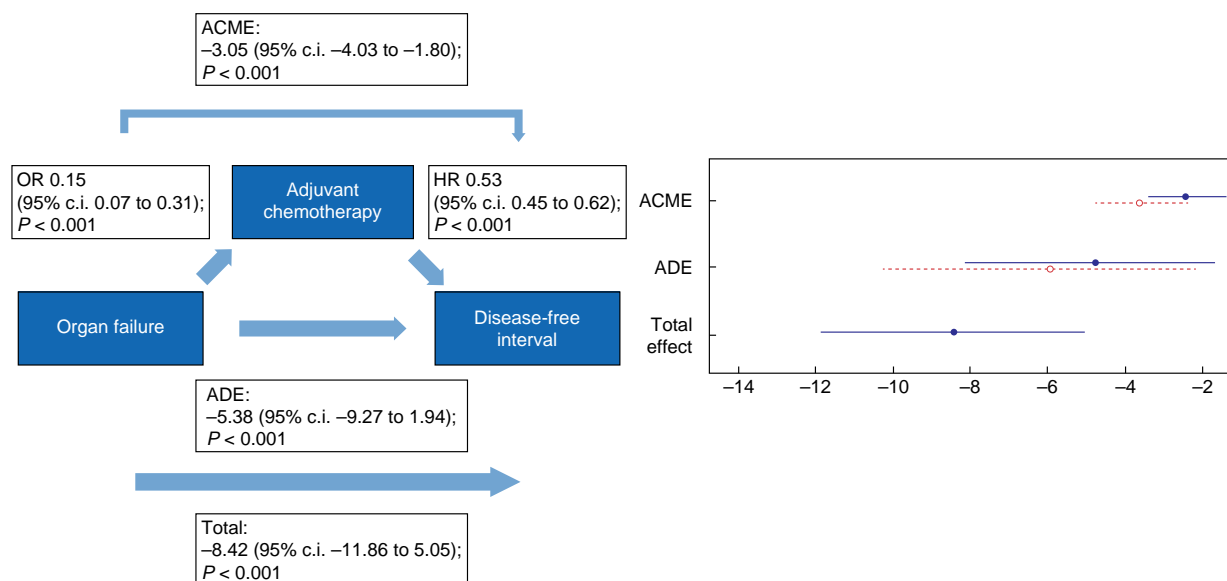 ACME:
–3.05 (95% c.i. –4.03 to –1.80);
P < 0.001
OR 0.15
(95% c.i. 0.07 to 0.31);
P < 0.001
Adjuvant
chemotherapy
HR 0.53
(95% c.i. 0.45 to 0.62);
P < 0.001
Organ failure
Disease-free
interval
ADE:
–5.38 (95% c.i. –9.27 to 1.94);
P < 0.001
Total:
–8.42 (95% c.i. –11.86 to 5.05);
P < 0.001
ACME
ADE
Total
effect
–14 –12 –10 –8 –6 –4 –2